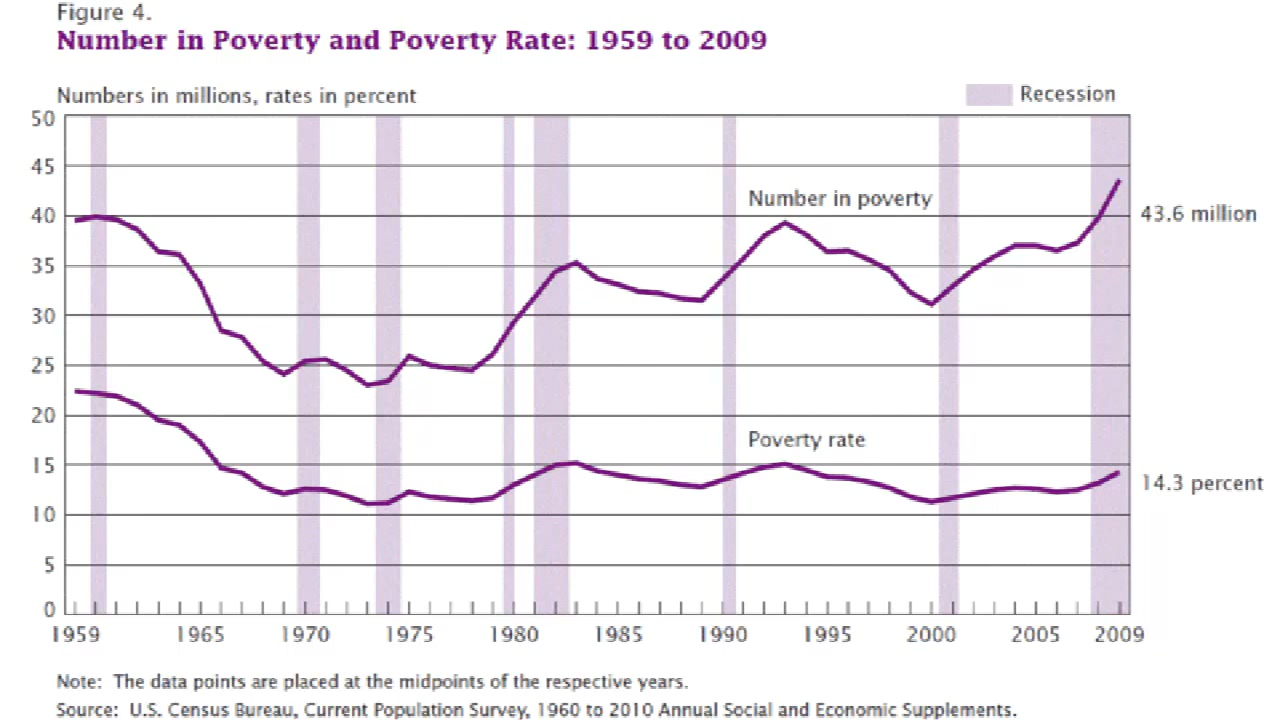 Figure 4.
Number in Poverty and Poverty Rate: 1959 to 2009
Numbers in millions, rates in percent
Recession
50
45
40
35
30
25
20
15
10
5
0
Number in poverty
43.6 million
Poverty rate
14.3 percent
1959 1965 1970 1975 1980 1985 1990 1995 2000 2005 2009
Note: The data points are placed at the midpoints of the respective years.
Source: U.S. Census Bureau, Current Population Survey, 1960 to 2010 Annual Social and Economic Supplements.